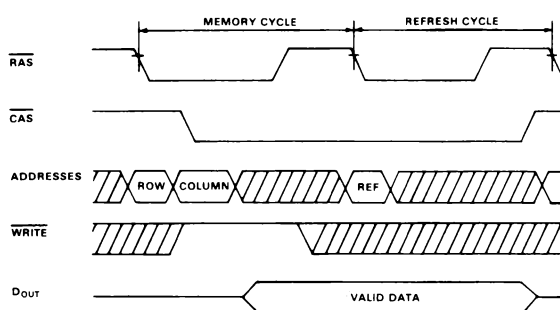 MEMORY CYCLE
REFRESH CYCLE
RAS
CAS
ADDRESSES
ROW
COLUMN
REF
WRITE
DOUT
VALID DATA